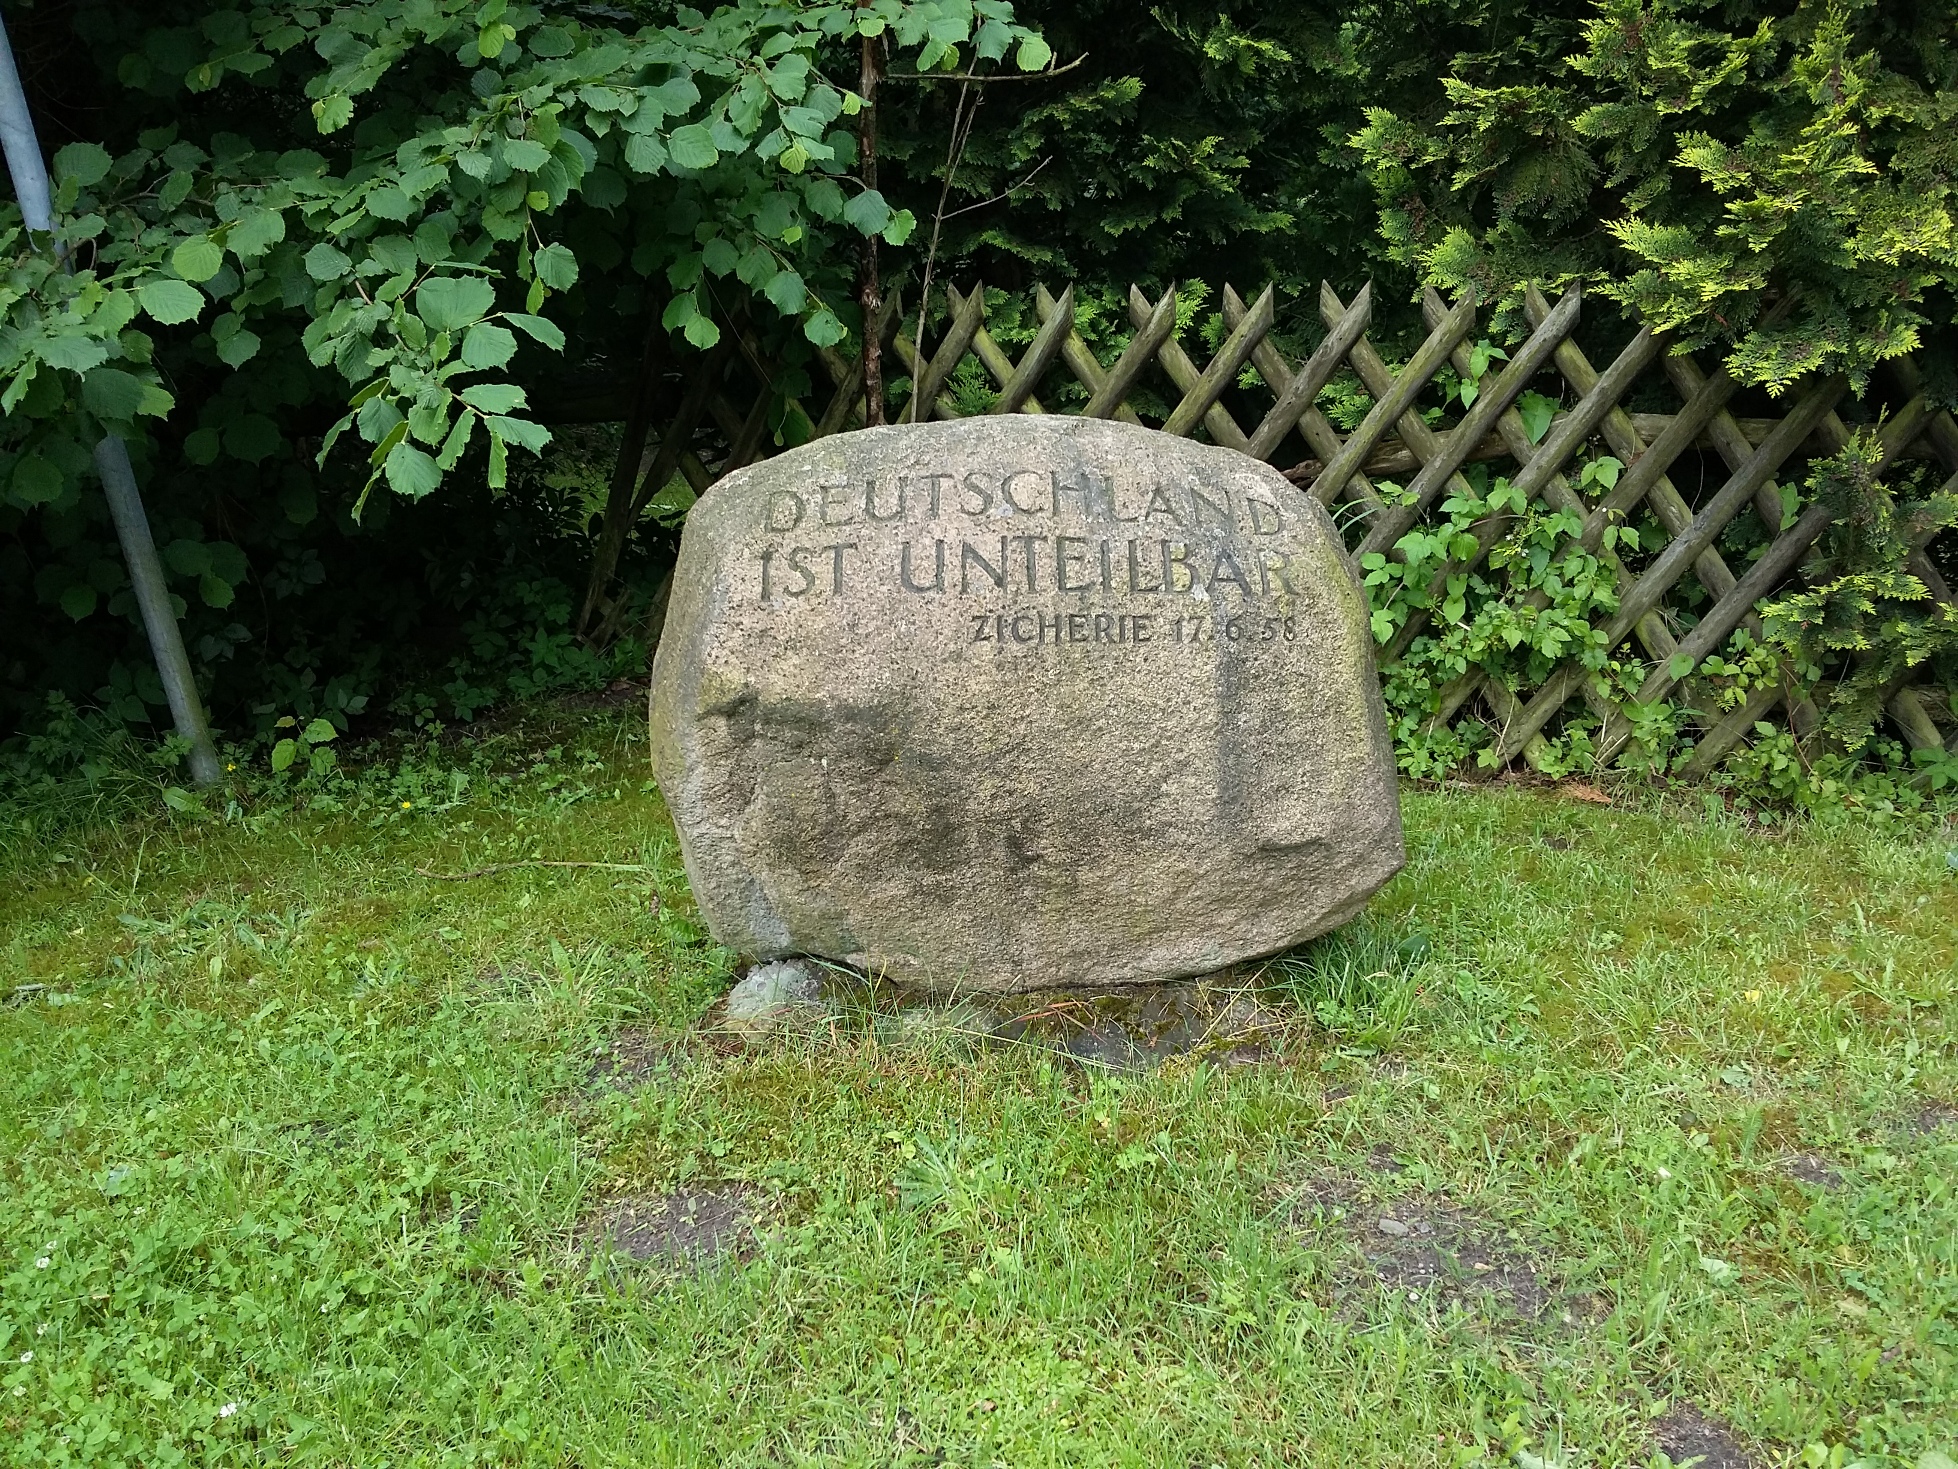 DEUTSCHLAND
IST UNTEILBAR
ZICHERIE 17. 6. 58